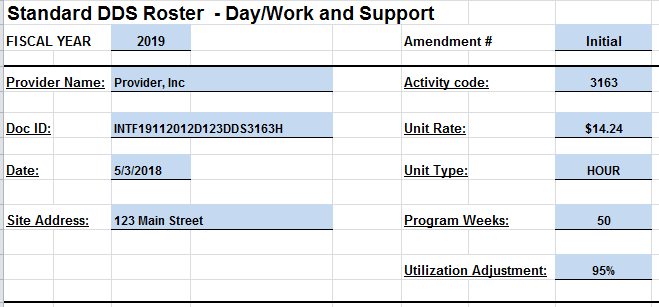 Standard DDS Roster - Day/Work and Support
FISCAL YEAR 2019 Amendment # Initial
Provider Name: Provider, Inc Activity code: 3163
Doc ID: INTF19112012D123DDS3163H Unit Rate: $14.24
Date: 5/3/2018 Unit Type: HOUR
Site Address: 123 Main Street Program Weeks: 50
Utilization Adjustment: 95%